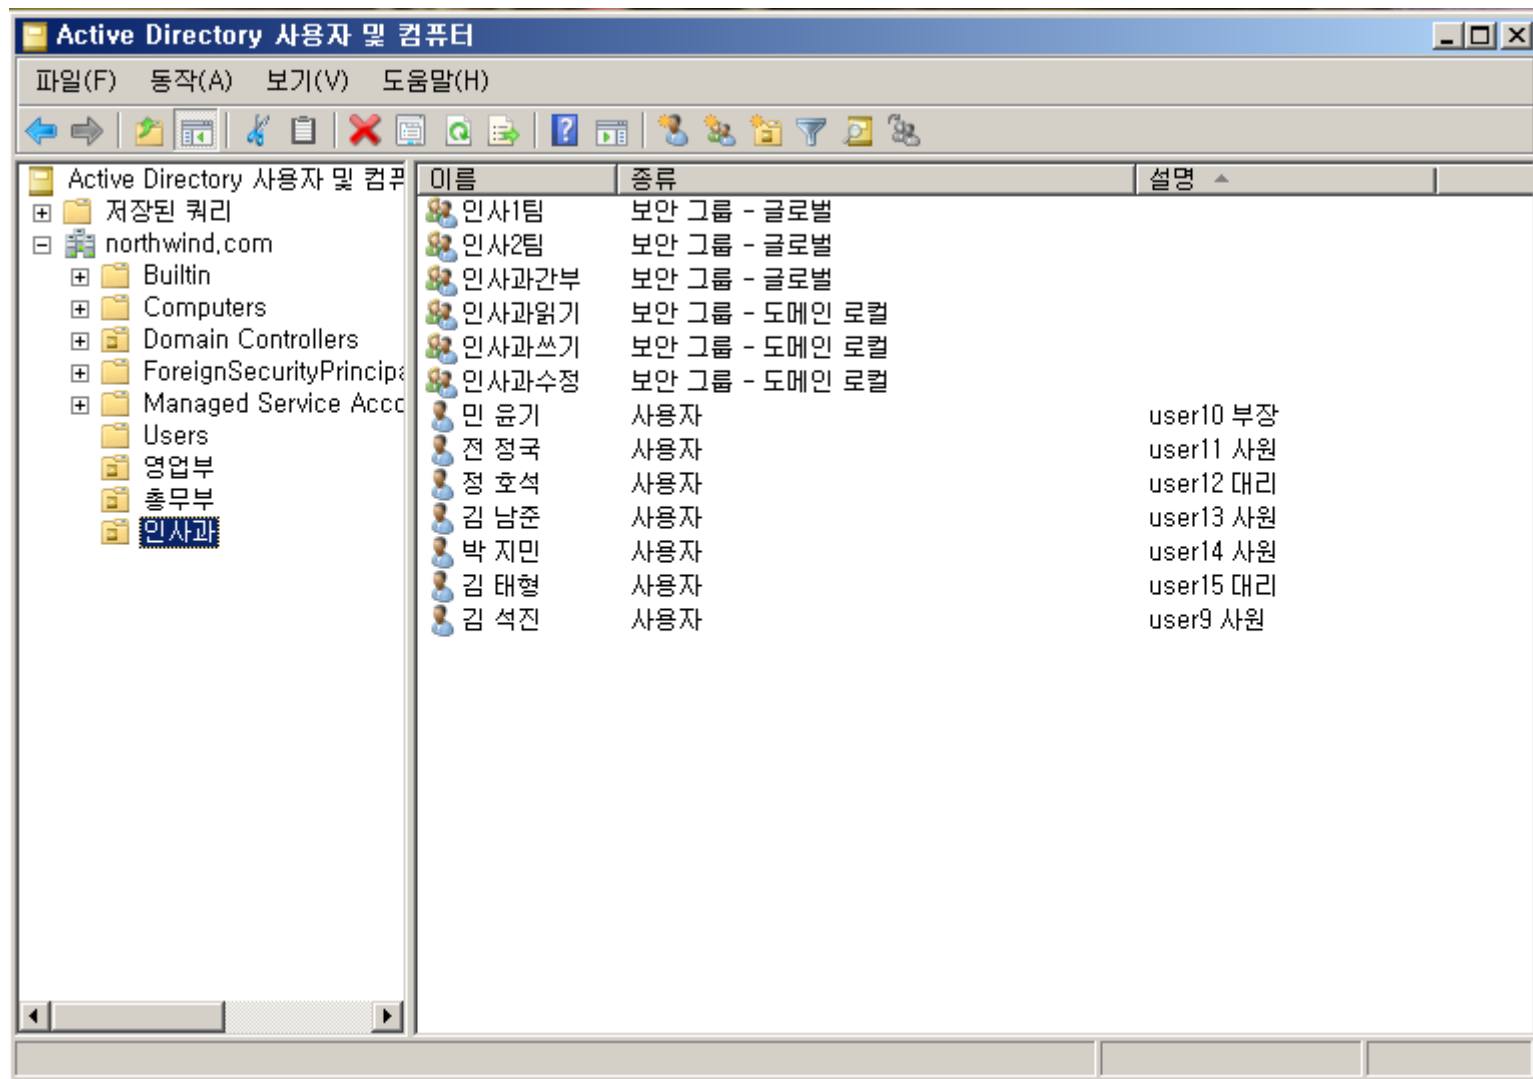 Active Directory 사용자 및 컴퓨터
파일(F) 동작(A) 보기(V) 도움말(H)
Active Directory 사용자 및 컴퓨
저장된 쿼리
northwind.com
Builtin
Computers
Domain Controllers
ForeignSecurityPrincipa
Managed Service Acco
Users
영업부
총무부
인사과
이름 종류 설명
인사1팀 보안 그룹 - 글로벌
인사2팀 보안 그룹 - 글로벌
인사과간부 보안 그룹 - 글로벌
인사과읽기 보안 그룹 - 도메인 로컬
인사과쓰기 보안 그룹 - 도메인 로컬
인사과수정 보안 그룹 - 도메인 로컬
민 윤기 사용자 user10 부장
전 정국 사용자 user11 사원
정 호석 사용자 user12 대리
김 남준 사용자 user13 사원
박 지민 사용자 user14 사원
김 태형 사용자 user15 대리
김 석진 사용자 user9 사원